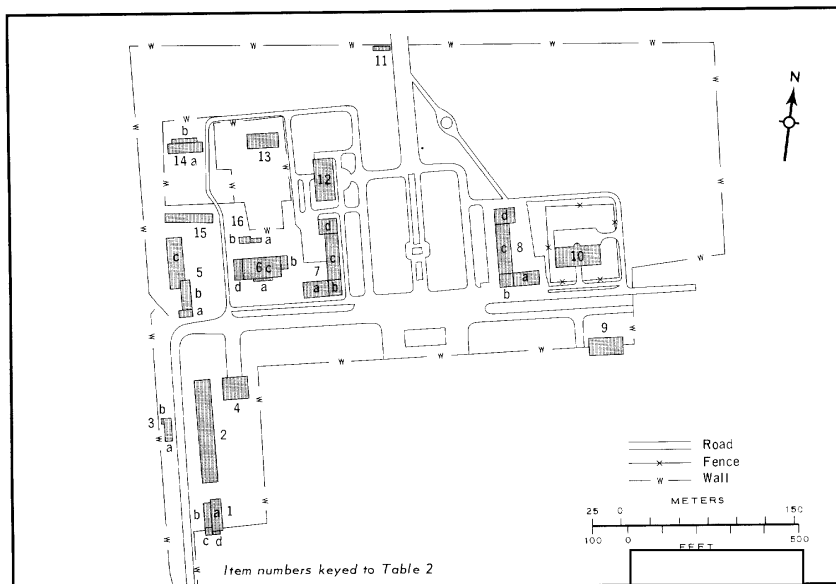 W W W W W
11
N
W
b
14 a
W
13
12
15
16
b a
W
d
c
5
b
a
b
6 c
d a
7
d
c
a b
d
c
8
a
b
10
9
W
3
b
a
2
4
b a 1
c d
Road
Fence
W Wall
METERS
25 0 150
100 0 500
FEET
Item numbers keyed to Table 2